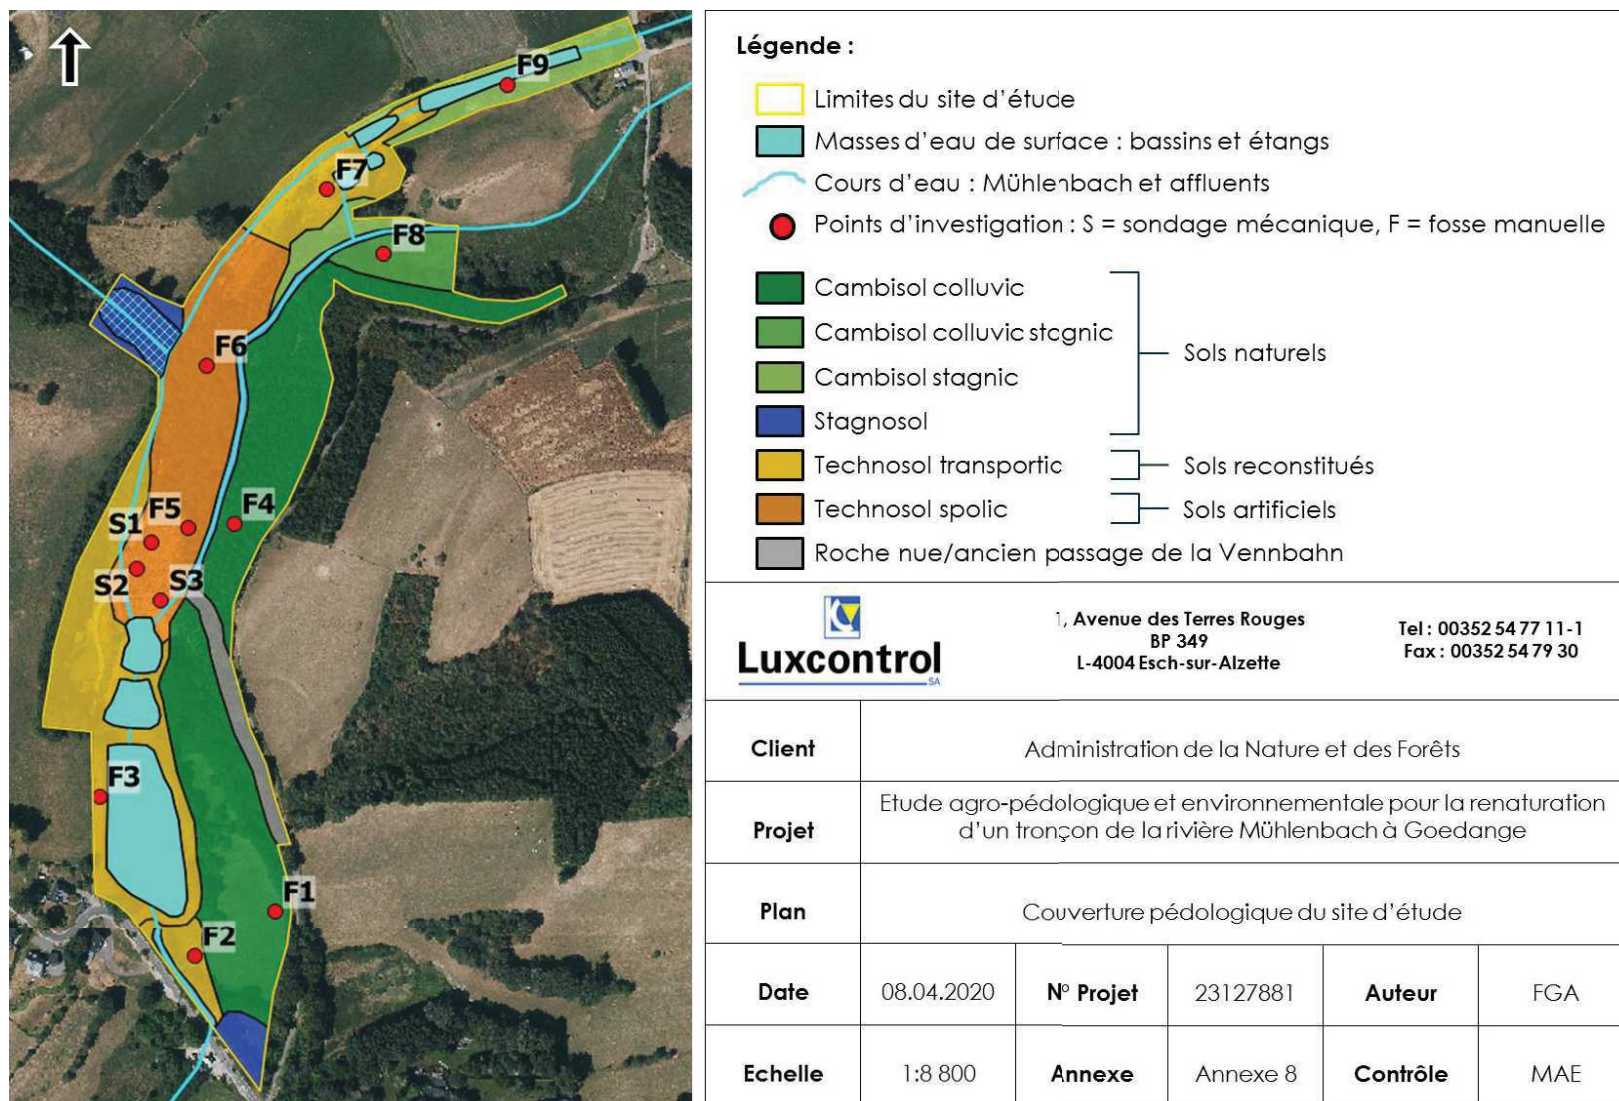 F9
F7
F8
F6
F5
F4
S1
S2
S3
F3
F1
F2
Légende :
Limites du site d'étude
Masses d'eau de surface : bassins et étangs
Cours d'eau : Mühlenbach et affluents
Points d'investigation : S = sondage mécanique, F = fosse manuelle
Cambisol colluvic
Cambisol colluvic stcgnic
Cambisol stagnic
Stagnosol
Sols naturels
Technosol transportic
Sols reconstitués
Technosol spolic
Sols artificiels
Roche nue/ancien passage de la Vennbahn
Luxcontrol
SA
1, Avenue des Terres Rouges
BP 349
L-4004 Esch-sur-Alzette
Tel : 00352 54 77 11-1
Fax : 00352 54 79 30
Client
Administration de la Nature et des Forêts
Projet
Etude agro-pédologique et environnementale pour la renaturation
d'un tronçon de la rivière Mühlenbach à Goedange
Plan
Couverture pédologique du site d'étude
Date 08.04.2020 N° Projet 23127881 Auteur FGA
Echelle 1:8 800 Annexe Annexe 8 Contrôle MAE